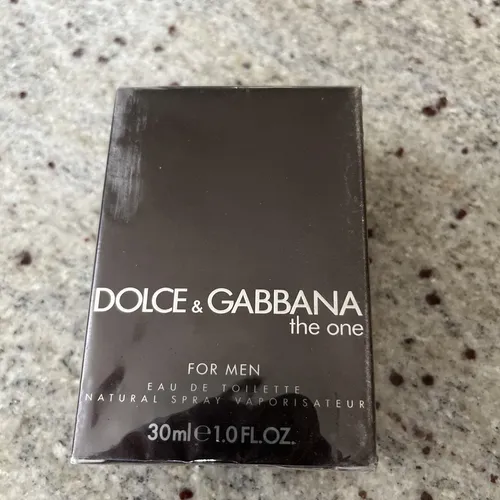 DOLCE & GABBANA
the one
FOR MEN
EAU DE TOILETTE
NATURAL SPRAY VAPORISATEUR
30ml℮1.0 FL.OZ.